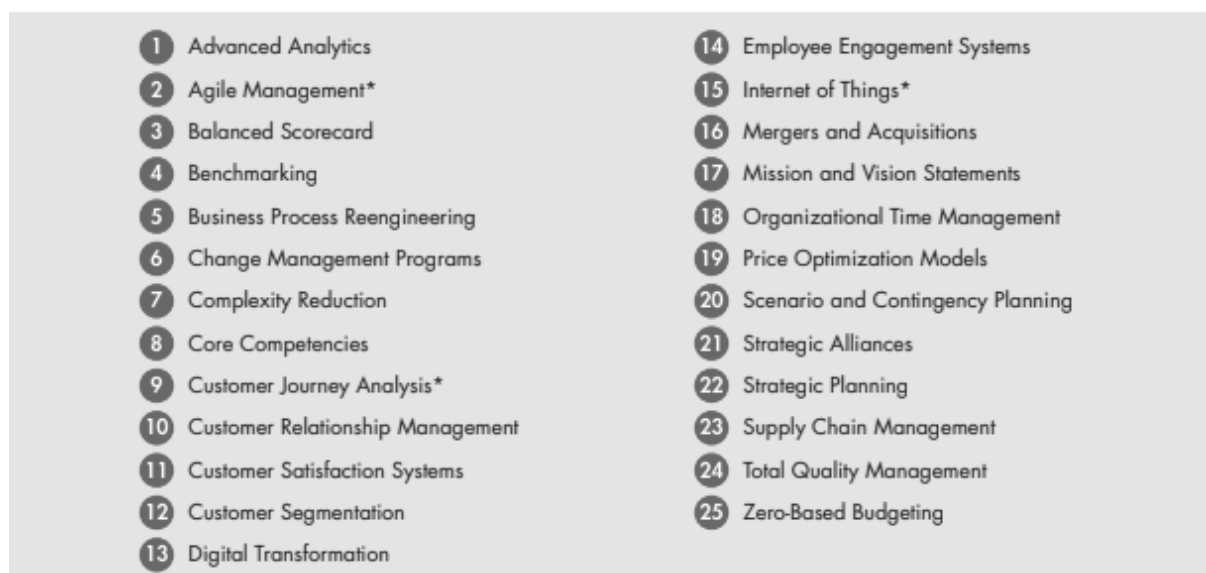 1 Advanced Analytics
2 Agile Management*
3 Balanced Scorecard
4 Benchmarking
5 Business Process Reengineering
6 Change Management Programs
7 Complexity Reduction
8 Core Competencies
9 Customer Journey Analysis*
10 Customer Relationship Management
11 Customer Satisfaction Systems
12 Customer Segmentation
13 Digital Transformation
14 Employee Engagement Systems
15 Internet of Things*
16 Mergers and Acquisitions
17 Mission and Vision Statements
18 Organizational Time Management
19 Price Optimization Models
20 Scenario and Contingency Planning
21 Strategic Alliances
22 Strategic Planning
23 Supply Chain Management
24 Total Quality Management
25 Zero-Based Budgeting